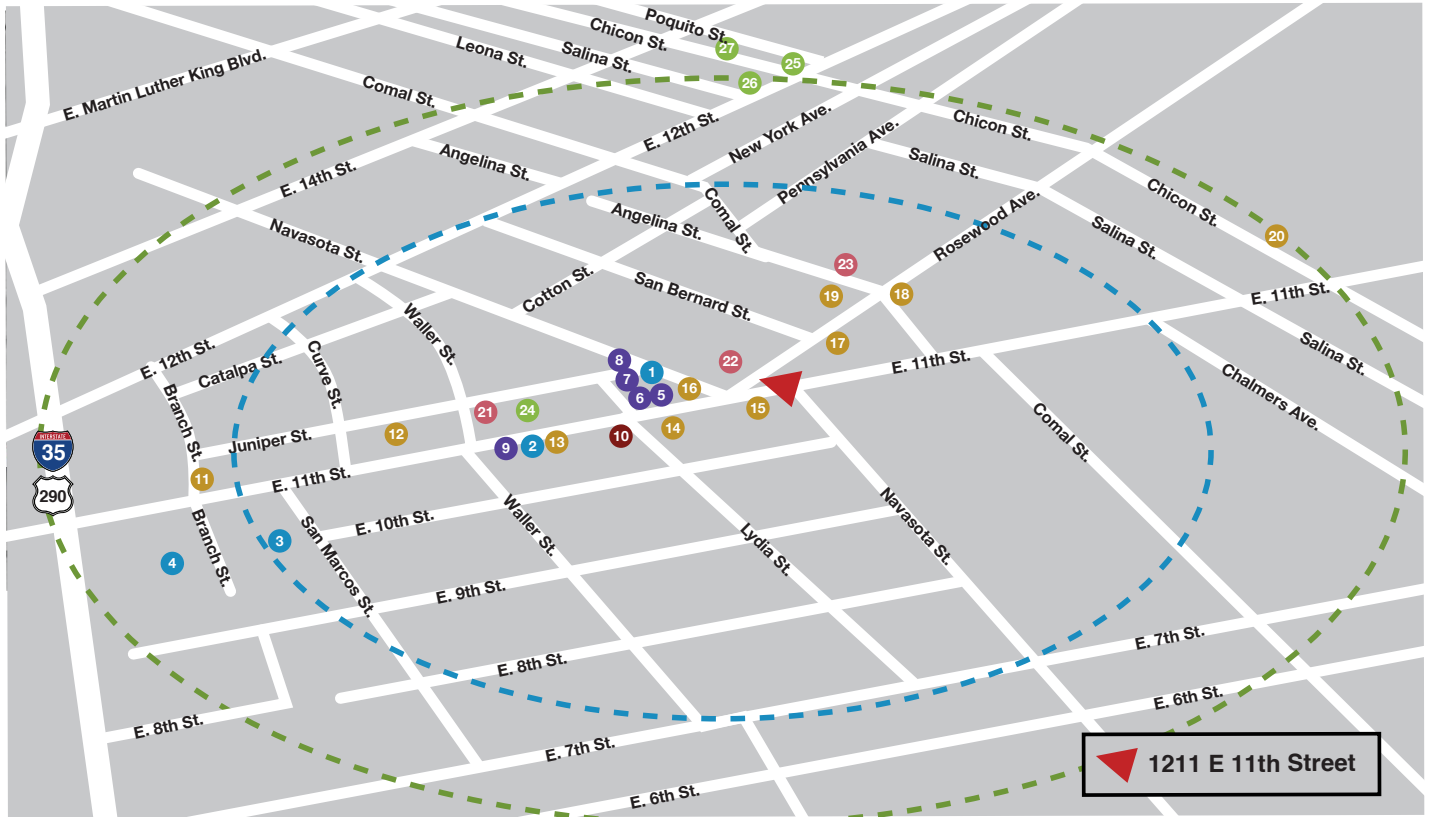 Poquito St.
Chicon St.
27
Leona St.
Salina St.
25
E. Martin Luther King Blvd.
26
Comal St.
E. 12th St.
New York Ave.
Chicon St.
Pennsylvania Ave.
Angelina St.
Salina St.
E. 14th St.
Comal St.
Chicon St.
Angelina St.
Rosewood Ave.
Navasota St.
Salina St.
20
23
Cotton St.
San Bernard St.
19
18
E. 11th St.
Waller St.
17
Salina St.
E. 12th St.
Catalpa St.
Curve St.
8
1
22
E. 11th St.
7
16
Chalmers Ave.
6
5
15
Branch St.
21
24
Comal St.
Juniper St.
12
14
10
9
2
13
INTERSTATE
35
11
E. 11th St.
290
Branch St.
San Marcos St.
E. 10th St.
Waller St.
Lydia St.
Navasota St.
3
4
E. 9th St.
E. 7th St.
E. 8th St.
E. 6th St.
E. 8th St.
E. 7th St.
1211 E 11th Street
E. 6th St.